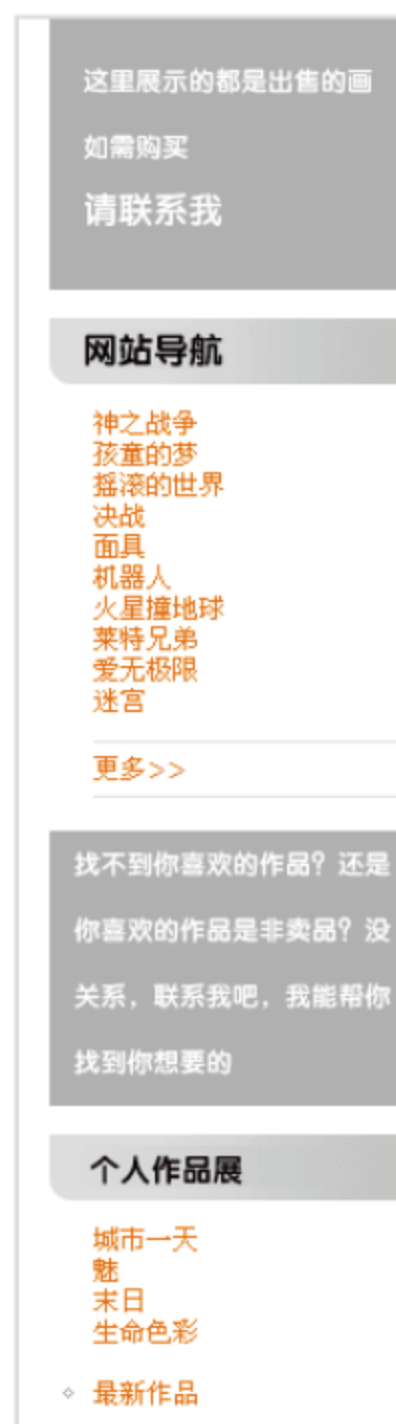 这里展示的都是出售的画
如需购买
请联系我
网站导航
神之战争
孩童的梦
摇滚的世界
决战
面具
机器人
火星撞地球
莱特兄弟
爱无极限
迷宫
更多>>
找不到你喜欢的作品？还是
你喜欢的作品是非卖品？没
关系，联系我吧，我能帮你
找到你想要的
个人作品展
城市一天
魅
末日
生命色彩
最新作品